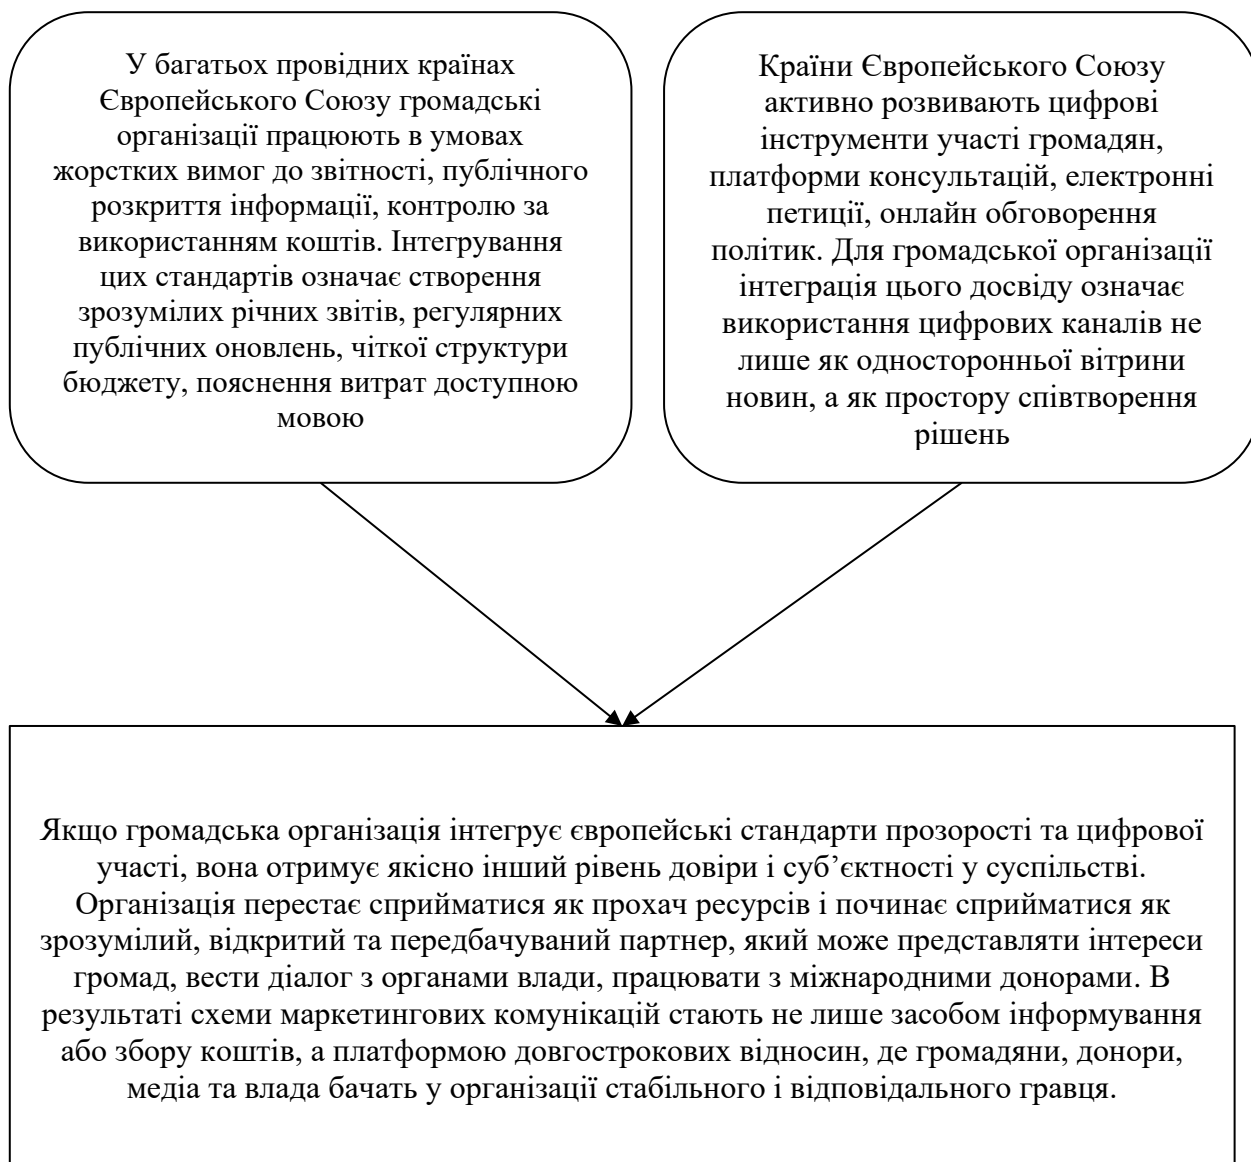 У багатьох провідних країнах
Європейського Союзу громадські
організації працюють в умовах
жорстких вимог до звітності, публічного
розкриття інформації, контролю за
використанням коштів. Інтегрування
цих стандартів означає створення
зрозумілих річних звітів, регулярних
публічних оновлень, чіткої структури
бюджету, пояснення витрат доступною
мовою
Країни Європейського Союзу
активно розвивають цифрові
інструменти участі громадян,
платформи консультацій, електронні
петиції, онлайн обговорення
політик. Для громадської організації
інтеграція цього досвіду означає
використання цифрових каналів не
лише як односторонньої вітрини
новин, а як простору співтворення
рішень
Якщо громадська організація інтегрує європейські стандарти прозорості та цифрової
участі, вона отримує якісно інший рівень довіри і суб’єктності у суспільстві.
Організація перестає сприйматися як прохач ресурсів і починає сприйматися як
зрозумілий, відкритий та передбачуваний партнер, який може представляти інтереси
громад, вести діалог з органами влади, працювати з міжнародними донорами. В
результаті схеми маркетингових комунікацій стають не лише засобом інформування
або збору коштів, а платформою довгострокових відносин, де громадяни, донори,
медіа та влада бачать у організації стабільного і відповідального гравця.